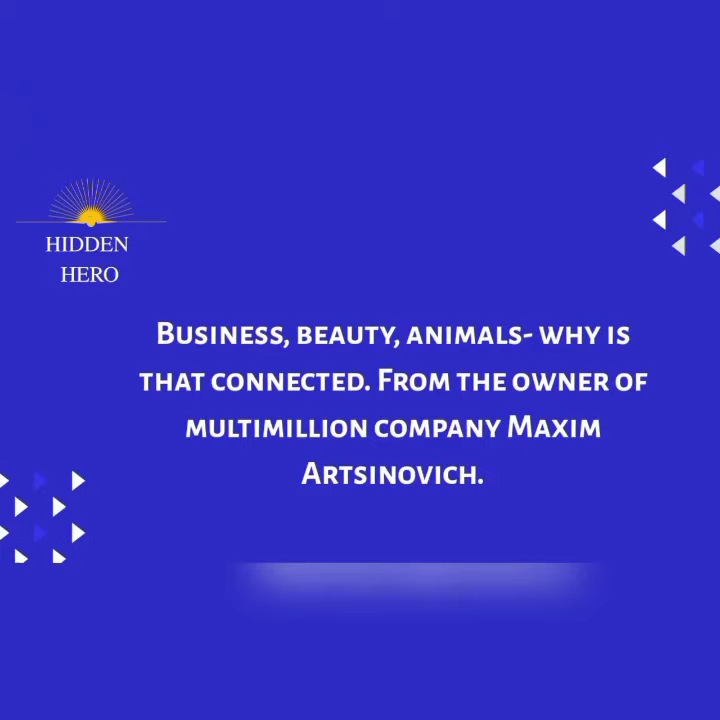 HIDDEN
HERO
Business, beauty, animals- why is
that connected. From the owner of
multimillion company Maxim
Artsinovich.